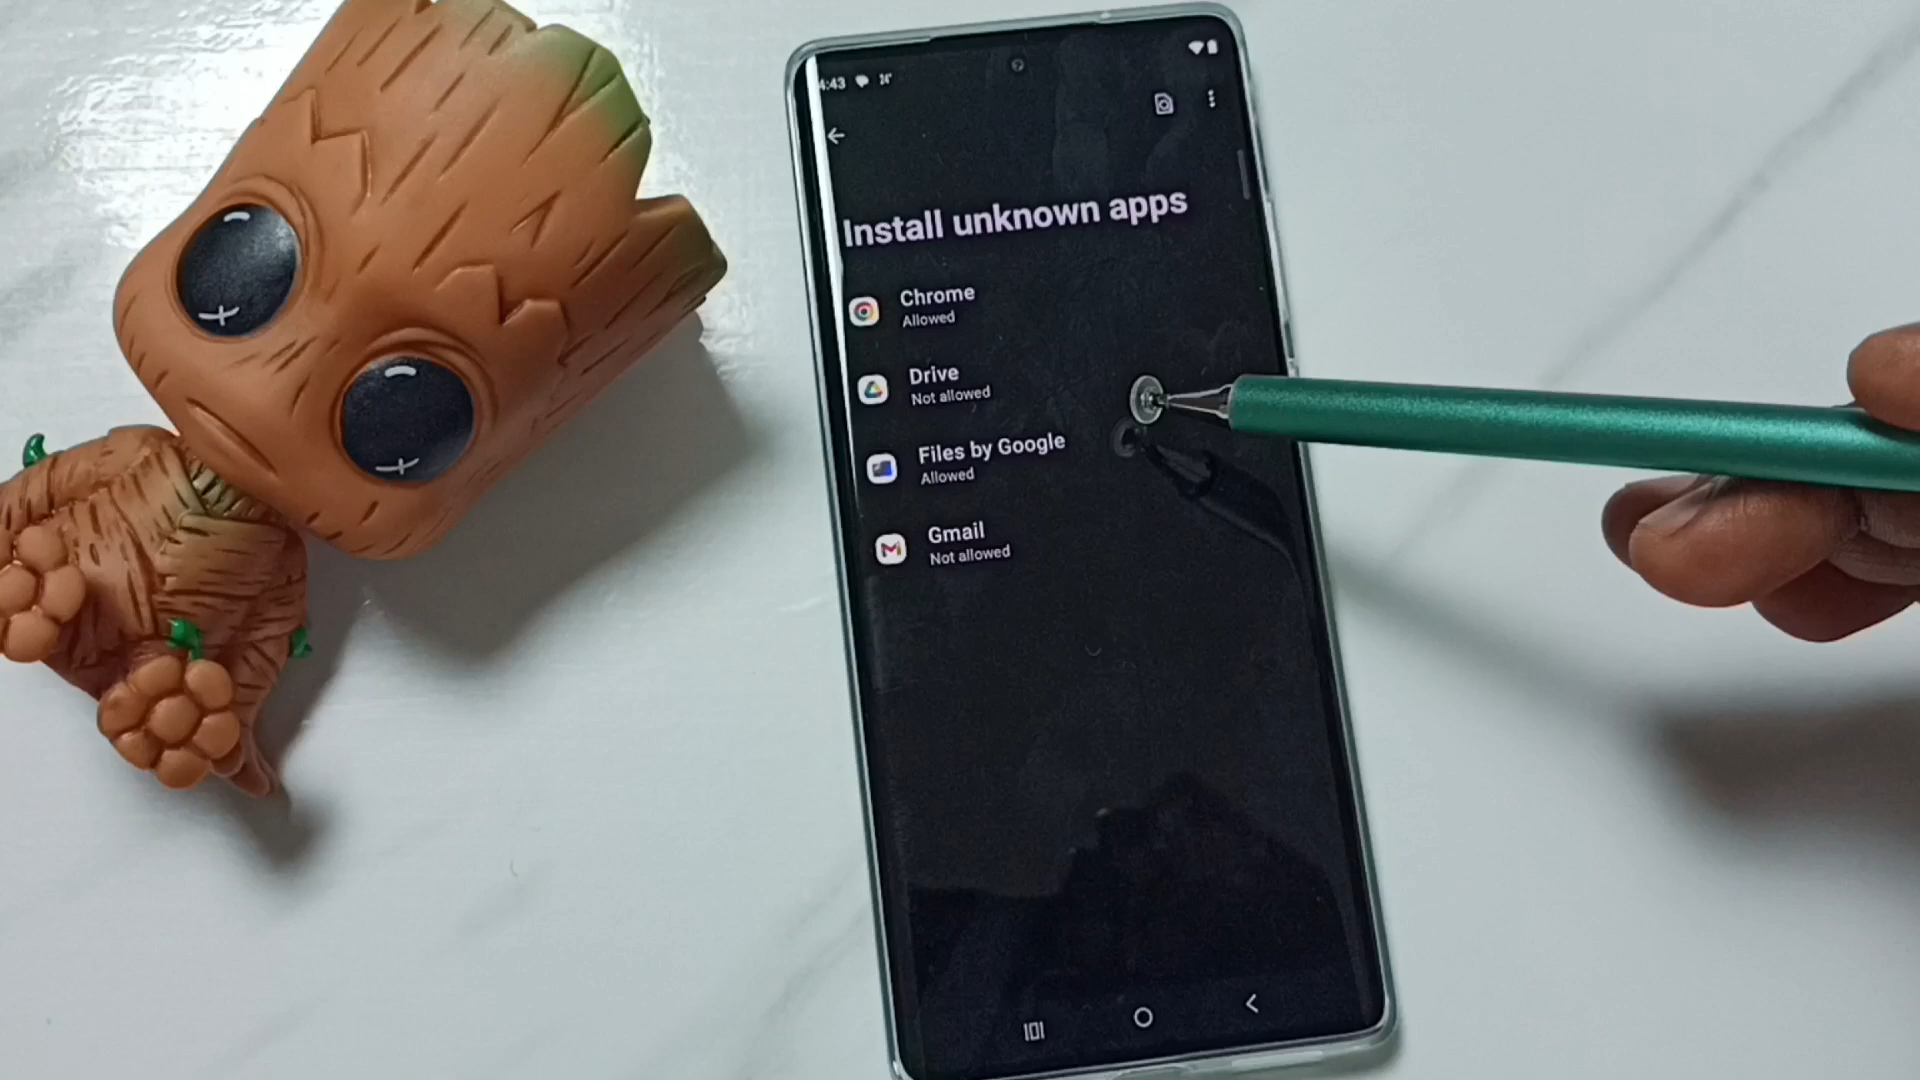 4:43
Install unknown apps
Chrome
Allowed
Drive
Not allowed
Files by Google
Allowed
Gmail
Not allowed